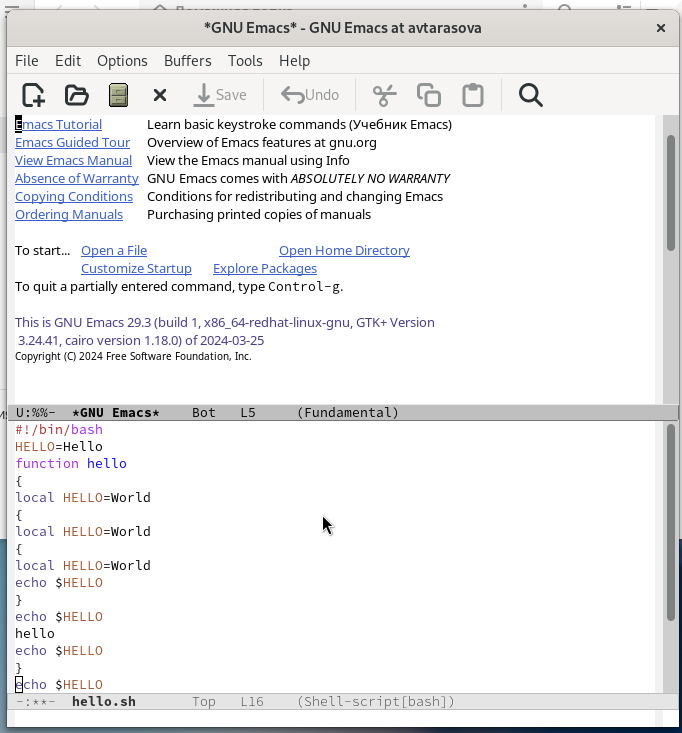 *GNU Emacs* - GNU Emacs at avtarasova
File Edit Options Buffers Tools Help
Save Undo
Emacs Tutorial Learn basic keystroke commands (Учебник Emacs)
Emacs Guided Tour Overview of Emacs features at gnu.org
View Emacs Manual View the Emacs manual using Info
Absence of Warranty GNU Emacs comes with ABSOLUTELY NO WARRANTY
Copying Conditions Conditions for redistributing and changing Emacs
Ordering Manuals Purchasing printed copies of manuals
To start... Open a File Open Home Directory
Customize Startup Explore Packages
To quit a partially entered command, type Control-g.
This is GNU Emacs 29.3 (build 1, x86_64-redhat-linux-gnu, GTK+ Version
3.24.41, cairo version 1.18.0) of 2024-03-25
Copyright (C) 2024 Free Software Foundation, Inc.
U:%%- *GNU Emacs* Bot L5 (Fundamental)
#!/bin/bash
HELLO=Hello
function hello
{
local HELLO=World
{
local HELLO=World
{
local HELLO=World
echo $HELLO
}
echo $HELLO
hello
echo $HELLO
}
echo $HELLO
-:**- hello.sh Top L16 (Shell-script[bash])